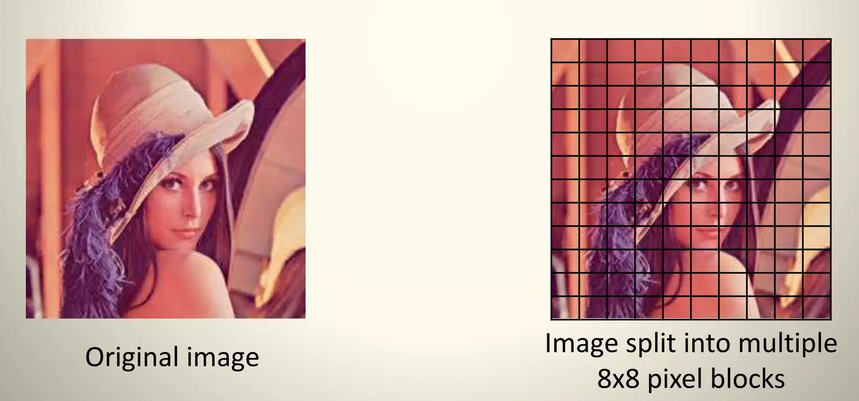 Original image
Image split into multiple
8x8 pixel blocks